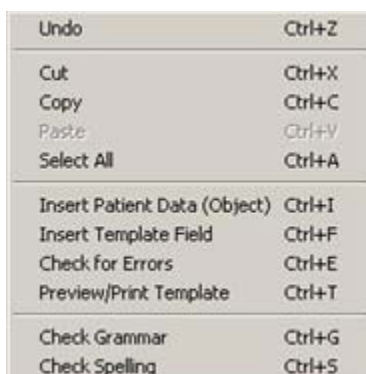 Undo Ctrl+Z
Cut Ctrl+X
Copy Ctrl+C
Paste Ctrl+V
Select All Ctrl+A
Insert Patient Data (Object) Ctrl+I
Insert Template Field Ctrl+F
Check for Errors Ctrl+E
Preview/Print Template Ctrl+T
Check Grammar Ctrl+G
Check Spelling Ctrl+S